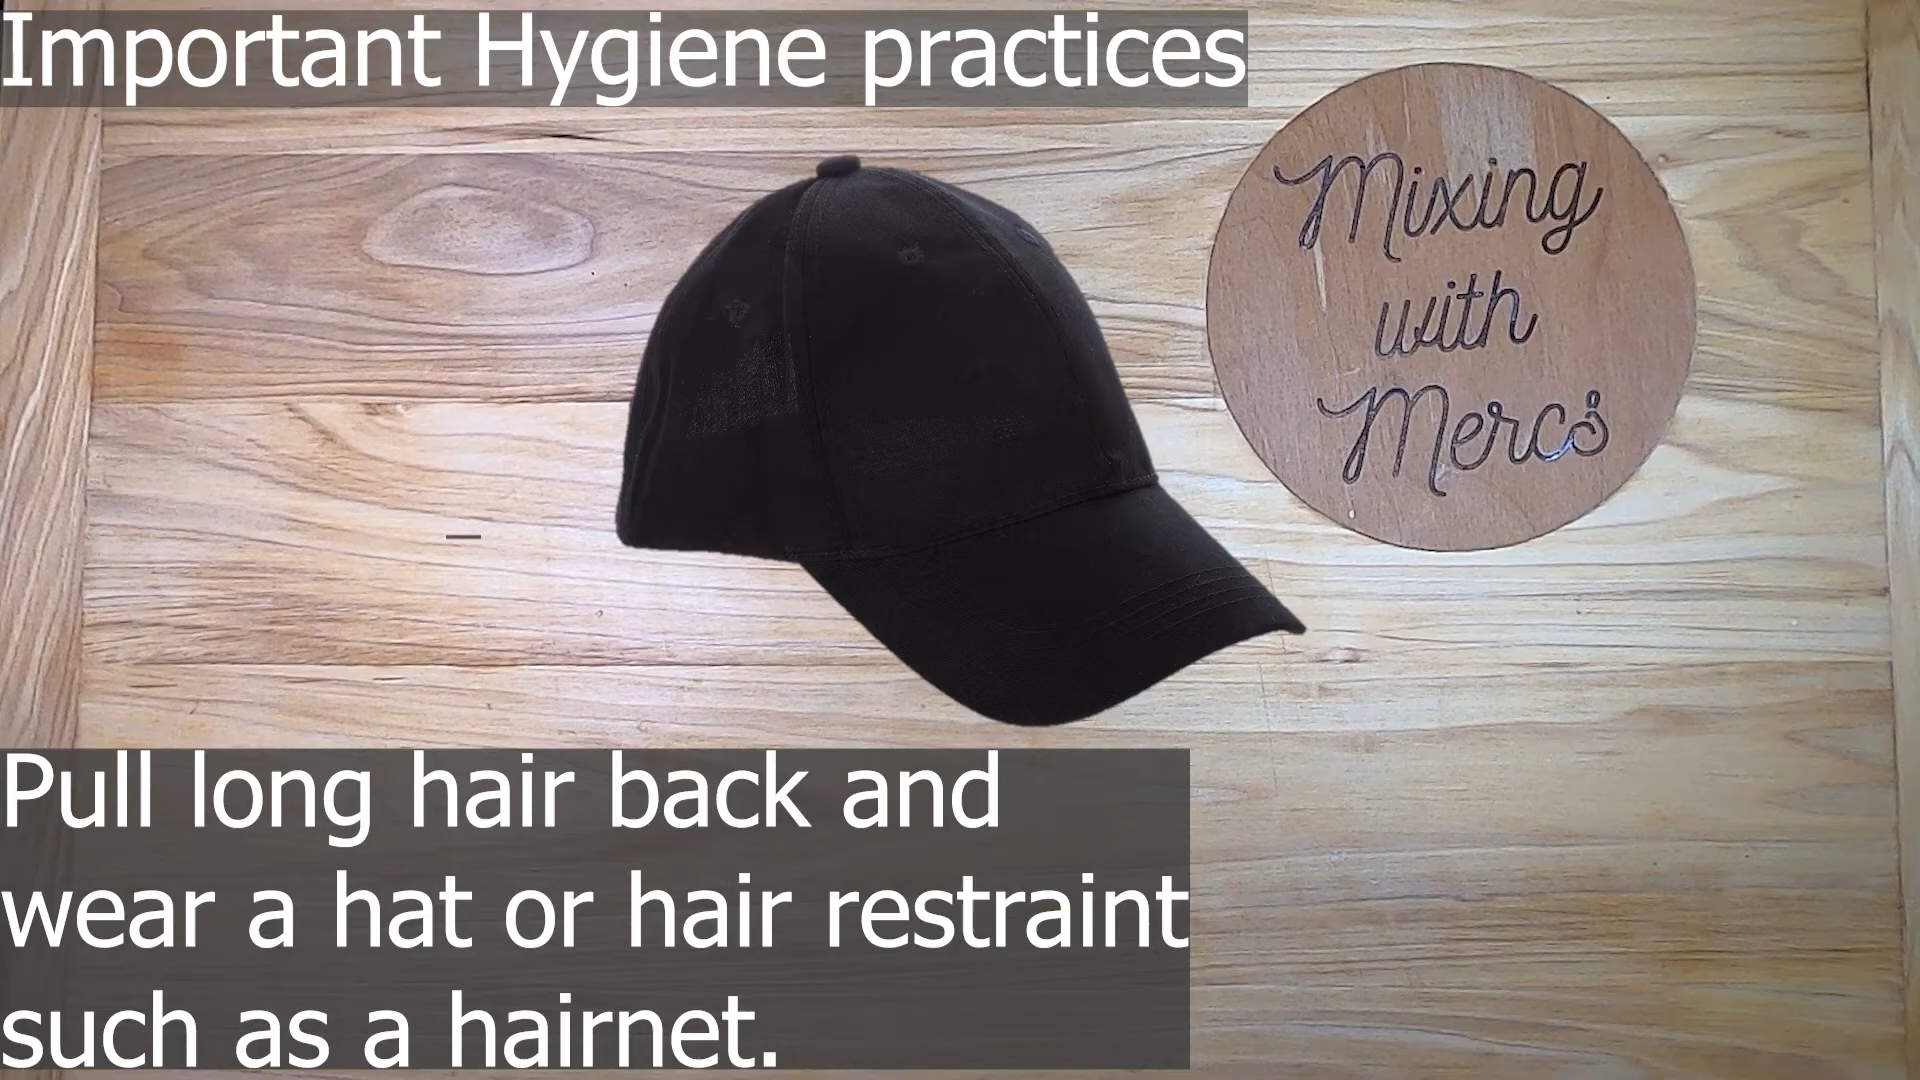 Important Hygiene practices
Mixing
with
Mercs
Pull long hair back and
wear a hat or hair restraint
such as a hairnet.